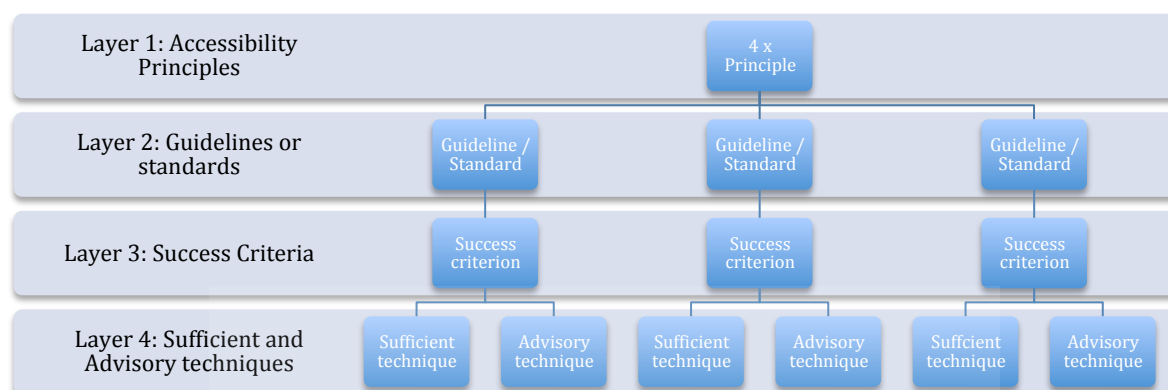 Layer 1: Accessibility
Principles
4 x
Principle
Layer 2: Guidelines or
standards
Guideline /
Standard
Guideline /
Standard
Guideline /
Standard
Layer 3: Success Criteria
Success
criterion
Success
criterion
Success
criterion
Layer 4: Sufficient and
Advisory techniques
Sufficient
technique
Advisory
technique
Sufficient
technique
Advisory
technique
Suffcient
technique
Advisory
technique